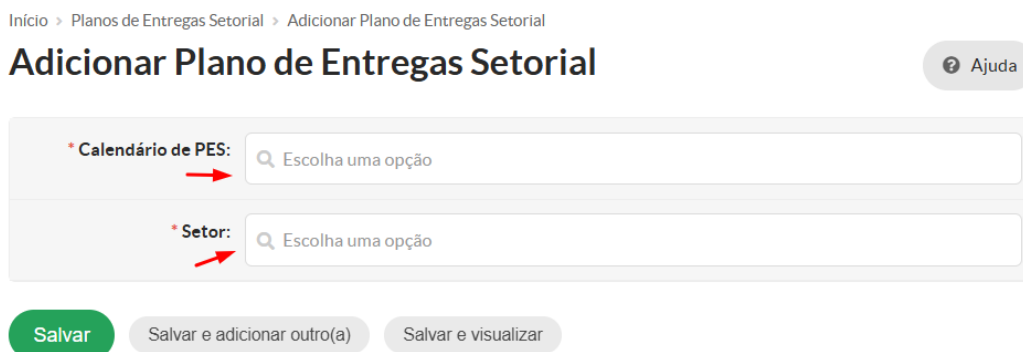 Início > Planos de Entregas Setorial > Adicionar Plano de Entregas Setorial
Adicionar Plano de Entregas Setorial
Ajuda
* Calendário de PES:
Escolha uma opção
* Setor:
Escolha uma opção
Salvar
Salvar e adicionar outro(a)
Salvar e visualizar